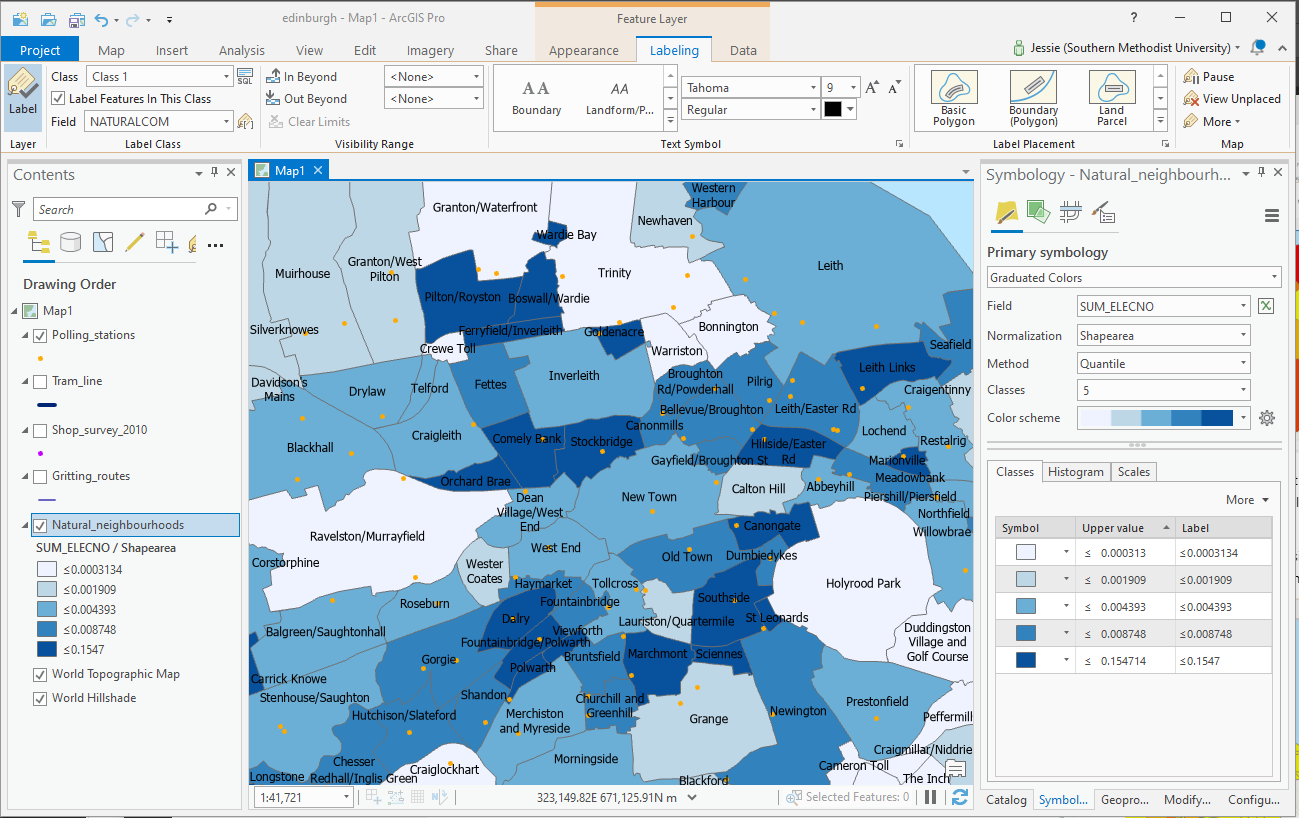 edinburgh - Map1 - ArcGIS Pro
Feature Layer
?
Project
Map
Insert
Analysis
View
Edit
Imagery
Share
Appearance
Labeling
Data
Jessie (Southern Methodist University)
Label
Class
Class 1
SQL
Label Features In This Class
Field
NATURALCOM
In Beyond
<None>
Out Beyond
<None>
Clear Limits
AA
Boundary
AA
Landform/P...
Tahoma
9
Regular
Basic
Polygon
Boundary
(Polygon)
Land
Parcel
Pause
View Unplaced
More
Layer
Label Class
Visibility Range
Text Symbol
Label Placement
Map
Contents
Search
Drawing Order
Map1
Polling_stations
Tram_line
Shop_survey_2010
Gritting_routes
Natural_neighbourhoods
SUM_ELECNO / Shapearea
≤0.0003134
≤0.001909
≤0.004393
≤0.008748
≤0.1547
World Topographic Map
World Hillshade
Map1
Western
Harbour
Granton/Waterfront
Newhaven
Wardie Bay
Granton/West
Pilton
Muirhouse
Trinity
Leith
Pilton/Royston
Boswall/Wardie
Silverknowes
Ferryfield/Inverleith
Goldenacre
Bonnington
Crewe Toll
Warriston
Seafield
Leith Links
Davidson's
Mains
Drylaw
Telford
Fettes
Inverleith
Broughton
Rd/Powderhall
Pilrig
Craigentinny
Bellevue/Broughton
Leith/Easter Rd
Canonmills
Craigleith
Comely Bank
Stockbridge
Hillside/Easter
Rd
Lochend
Restalrig
Blackhall
Gayfield/Broughton St
Marionville
Orchard Brae
Meadowbank
Calton Hill
Abbeyhill
New Town
Dean
Village/West
End
Piershill/Piersfield
Northfield
Willowbrae
Canongate
Ravelston/Murrayfield
West End
Old Town
Dumbiedykes
Corstorphine
Wester
Coates
Haymarket
Tollcross
Holyrood Park
Roseburn
Fountainbridge
Southside
Dalry
Lauriston/Quartermile
St Leonards
Balgreen/Saughtonhall
Viewforth
Fountainbridge/Polwarth
Duddingston
Village and
Golf Course
Gorgie
Polwarth
Bruntsfield
Marchmont
Sciennes
Carrick Knowe
Stenhouse/Saughton
Shandon
Churchill and
Greenhill
Prestonfield
Hutchison/Slateford
Merchiston
and Myreside
Grange
Newington
Peffermill
Chesser
Morningside
Craigmillar/Niddrie
Longstone
Redhall/Inglis Green
Craiglockhart
Blackford
Cameron Toll
The Inch
1:41,721
323,149.82E 671,125.91N m
Selected Features: 0
Symbology - Natural_neighbourh...
Primary symbology
Graduated Colors
Field
SUM_ELECNO
Normalization
Shapearea
Method
Quantile
Classes
5
Color scheme
Classes
Histogram
Scales
More
Symbol
Upper value
Label
≤ 0.000313
≤0.0003134
≤ 0.001909
≤0.001909
≤ 0.004393
≤0.004393
≤ 0.008748
≤0.008748
≤ 0.154714
≤0.1547
Catalog
Symbol...
Geopro...
Modify...
Configu...